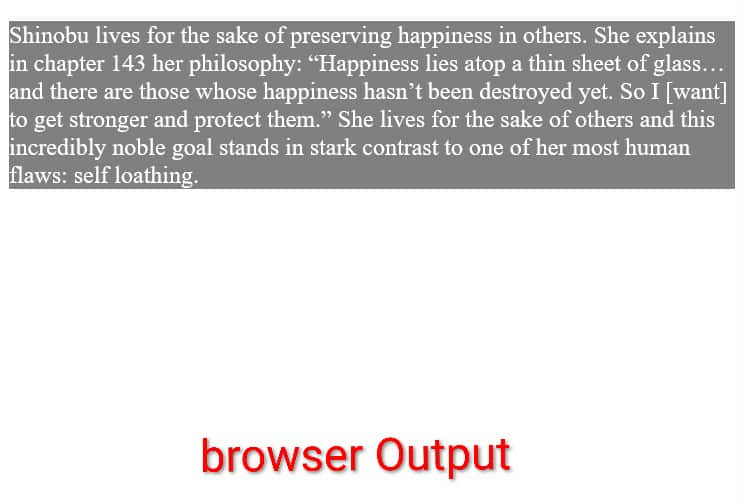 Shinobu lives for the sake of preserving happiness in others. She explains
in chapter 143 her philosophy: “Happiness lies atop a thin sheet of glass…
and there are those whose happiness hasn’t been destroyed yet. So I [want]
to get stronger and protect them.” She lives for the sake of others and this
incredibly noble goal stands in stark contrast to one of her most human
flaws: self loathing.
browser Output